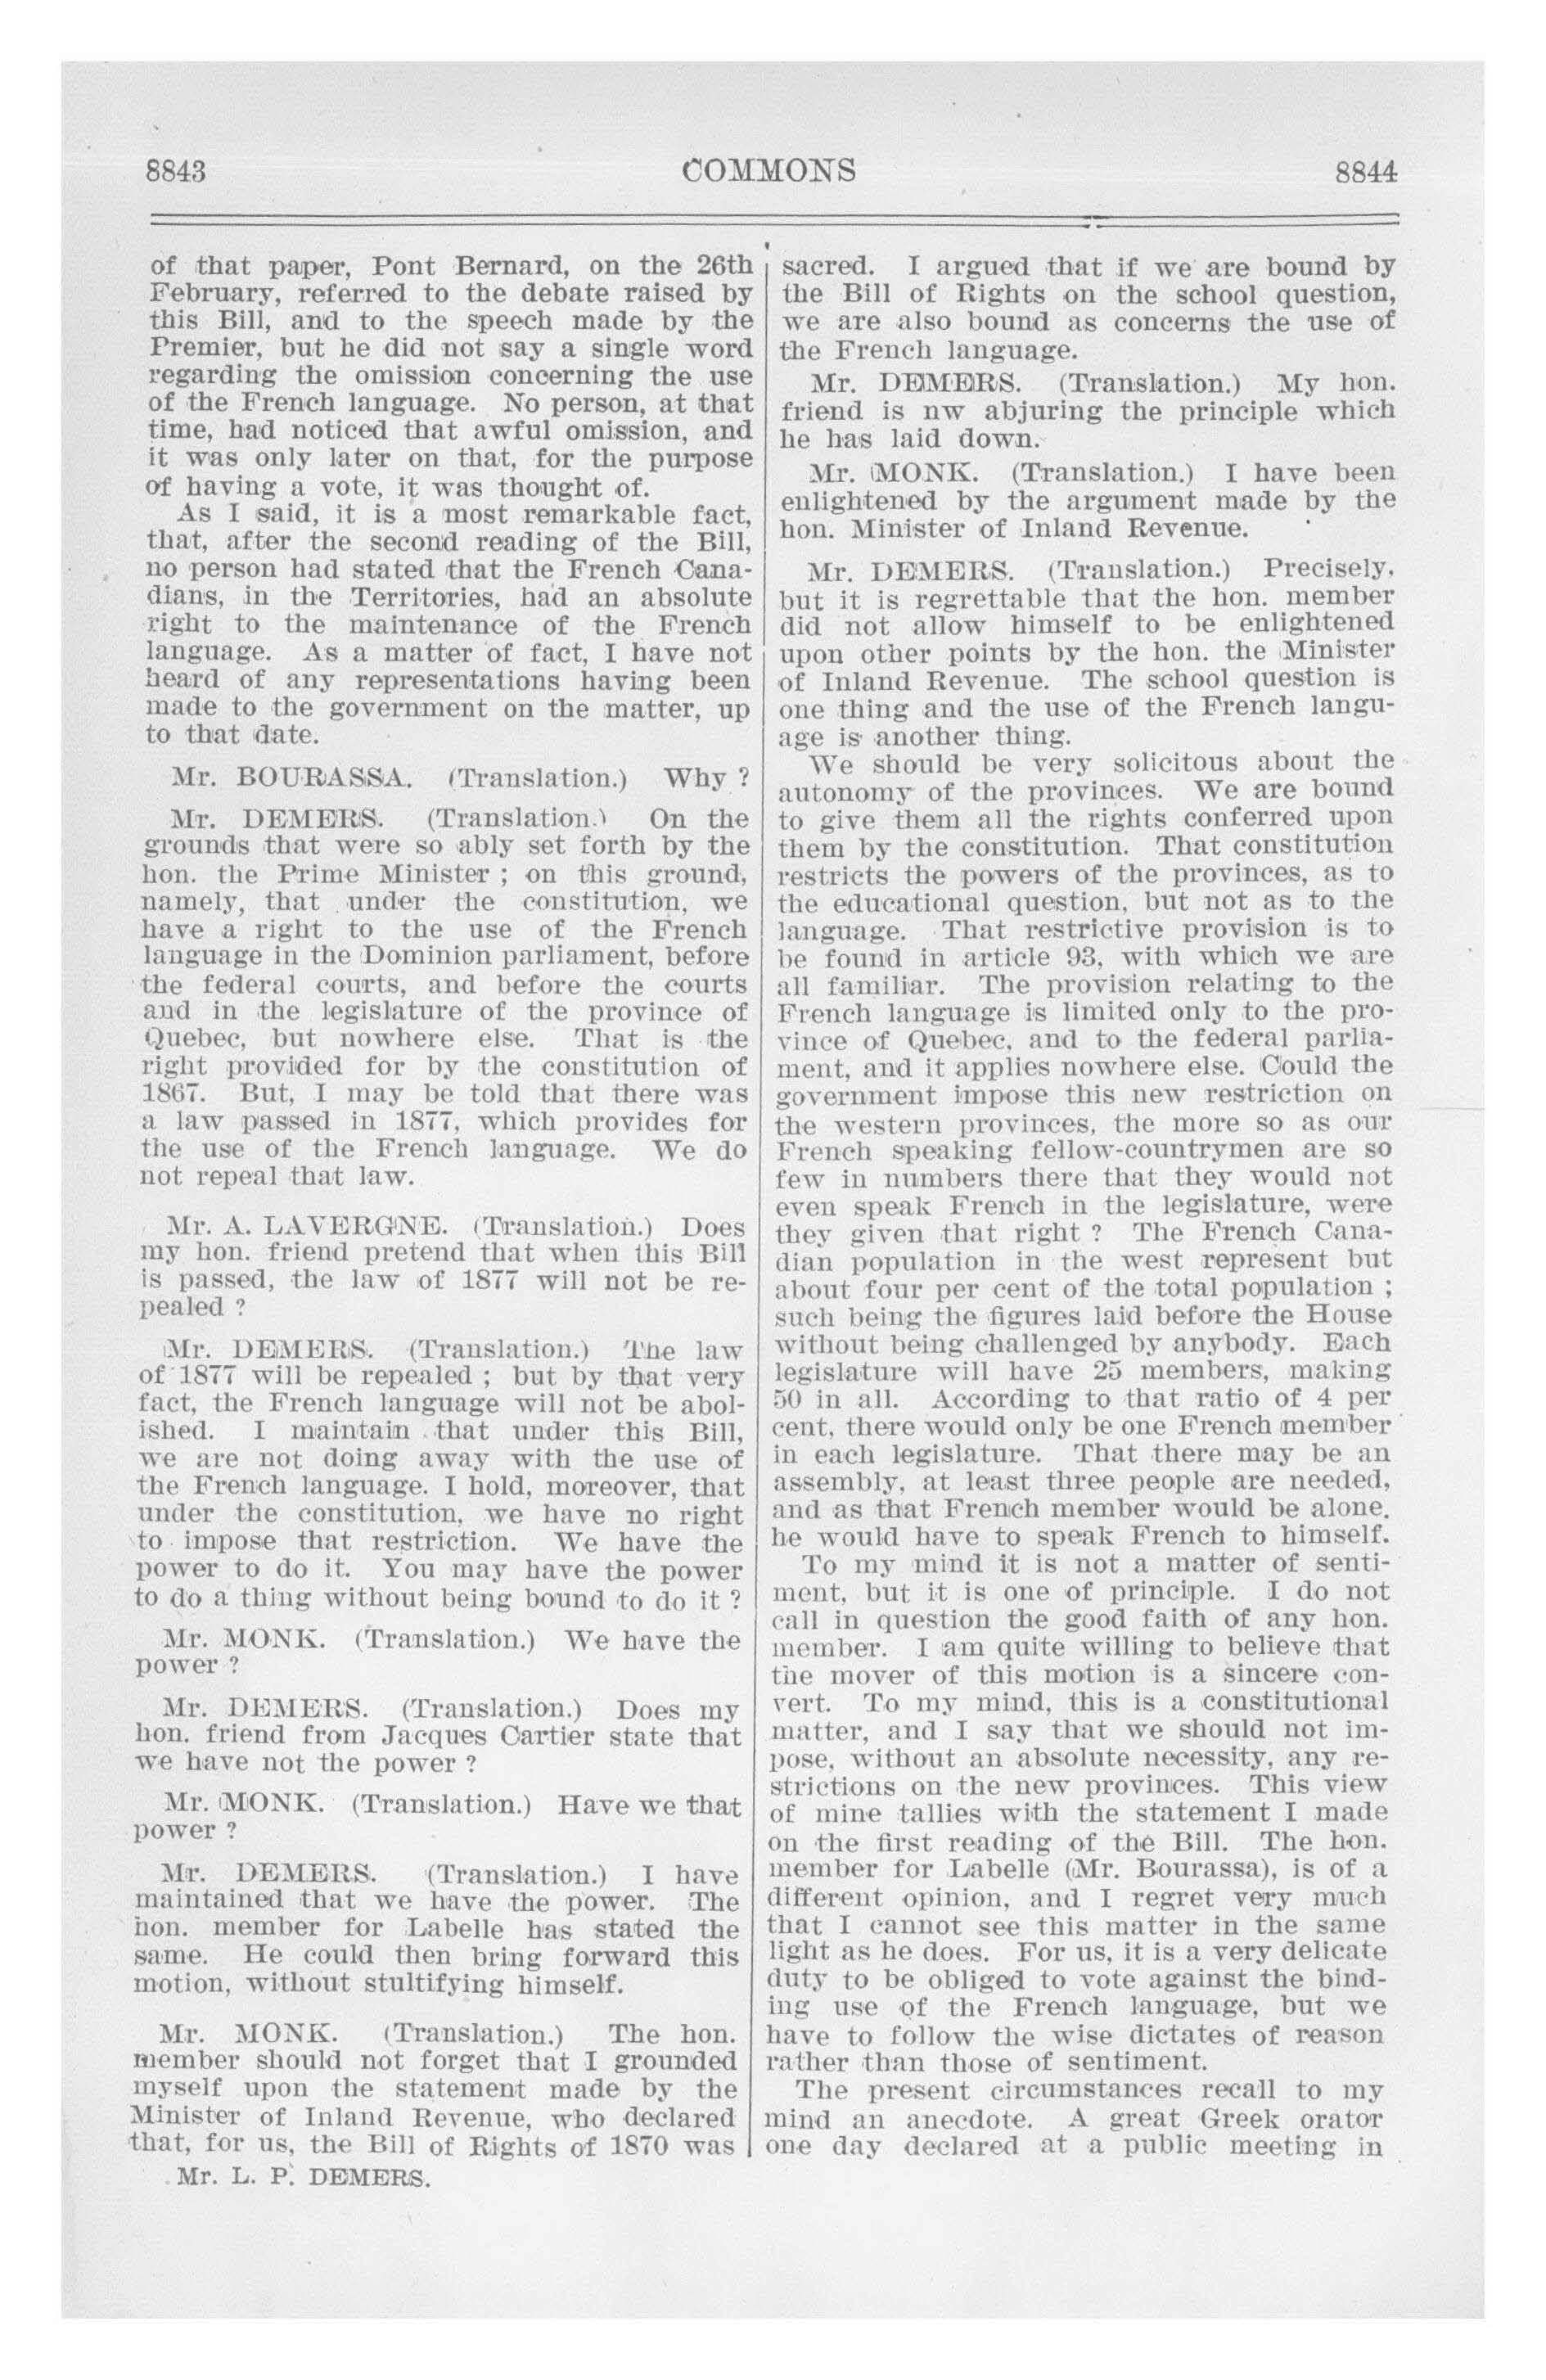 8843
COMMONS
8844
of that paper, Pont Bernard, on the 26th
February, referred to the debate raised by
this Bill, and to the speech made by the
Premier, but he did not say a single word
regarding the omission concerning the use
of the French language. No person, at that
time, had noticed that awful omission, and
it was only later on that, for the purpose
of having a vote, it was thought of.
As I said, it is a most remarkable fact,
that, after the second reading of the Bill,
no person had stated that the French Cana-
dians, in the Territories, had an absolute
right to the maintenance of the French
language. As a matter of fact, I have not
heard of any representations having been
made to the government on the matter, up
to that date.
Mr. BOURASSA. (Translation.) Why ?
Mr. DEMERS. (Translation.) On the
grounds that were so ably set forth by the
hon. the Prime Minister ; on this ground,
namely, that under the constitution, we
have a right to the use of the French
language in the Dominion parliament, before
the federal courts, and before the courts
and in the legislature of the province of
Quebec, but nowhere else. That is the
right provided for by the constitution of
1867. But, I may be told that there was
a law passed in 1877, which provides for
the use of the French language. We do
not repeal that law.
Mr. A. LAVERGNE. (Translation.) Does
my hon. friend pretend that when this Bill
is passed, the law of 1877 will not be re-
pealed ?
Mr. DEMERS. (Translation.) The law
of 1877 will be repealed ; but by that very
fact, the French language will not be abol-
ished. I maintain that under this Bill,
we are not doing away with the use of
the French language. I hold, moreover, that
under the constitution, we have no right
to impose that restriction. We have the
power to do it. You may have the power
to do a thing without being bound to do it ?
Mr. MONK. (Translation.) We have the
power ?
Mr. DEMERS. (Translation.) Does my
hon. friend from Jacques Cartier state that
we have not the power ?
Mr. MONK. (Translation.) Have we that
power ?
Mr. DEMERS. (Translation.) I have
maintained that we have the power. The
hon. member for Labelle has stated the
same. He could then bring forward this
motion, without stultifying himself.
Mr. MONK. (Translation.) The hon.
member should not forget that I grounded
myself upon the statement made by the
Minister of Inland Revenue, who declared
that, for us, the Bill of Rights of 1870 was
Mr. L. P. DEMERS.
sacred. I argued that if we are bound by
the Bill of Rights on the school question,
we are also bound as concerns the use of
the French language.
Mr. DEMERS. (Translation.) My hon.
friend is nw abjuring the principle which
he has laid down.
Mr. MONK. (Translation.) I have been
enlightened by the argument made by the
hon. Minister of Inland Revenue.
Mr. DEMERS. (Translation.) Precisely,
but it is regrettable that the hon. member
did not allow himself to be enlightened
upon other points by the hon. the Minister
of Inland Revenue. The school question is
one thing and the use of the French langu-
age is another thing.
We should be very solicitous about the
autonomy of the provinces. We are bound
to give them all the rights conferred upon
them by the constitution. That constitution
restricts the powers of the provinces, as to
the educational question, but not as to the
language. That restrictive provision is to
be found in article 93, with which we are
all familiar. The provision relating to the
French language is limited only to the pro-
vince of Quebec, and to the federal parlia-
ment, and it applies nowhere else. Could the
government impose this new restriction on
the western provinces, the more so as our
French speaking fellow-countrymen are so
few in numbers there that they would not
even speak French in the legislature, were
they given that right ? The French Cana-
dian population in the west represent but
about four per cent of the total population ;
such being the figures laid before the House
without being challenged by anybody. Each
legislature will have 25 members, making
50 in all. According to that ratio of 4 per
cent, there would only be one French member
in each legislature. That there may be an
assembly, at least three people are needed,
and as that French member would be alone,
he would have to speak French to himself.
To my mind it is not a matter of senti-
ment, but it is one of principle. I do not
call in question the good faith of any hon.
member. I am quite willing to believe that
the mover of this motion is a sincere con-
vert. To my mind, this is a constitutional
matter, and I say that we should not im-
pose, without an absolute necessity, any re-
strictions on the new provinces. This view
of mine tallies with the statement I made
on the first reading of the Bill. The hon.
member for Labelle (Mr. Bourassa), is of a
different opinion, and I regret very much
that I cannot see this matter in the same
light as he does. For us, it is a very delicate
duty to be obliged to vote against the bind-
ing use of the French language, but we
have to follow the wise dictates of reason
rather than those of sentiment.
The present circumstances recall to my
mind an anecdote. A great Greek orator
one day declared at a public meeting in